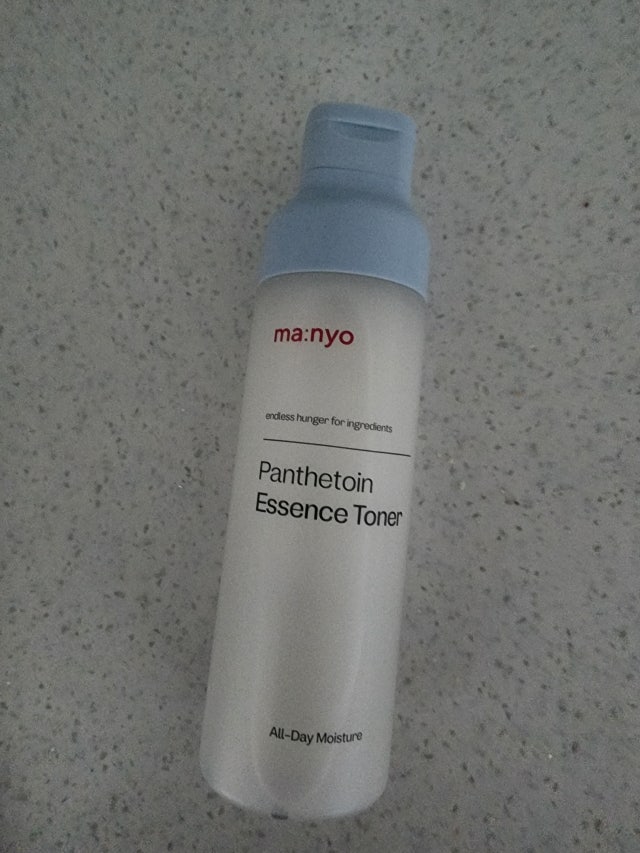 ma:nyo
endless hunger for ingredients
Panthetoin
Essence Toner
All-Day Moisture